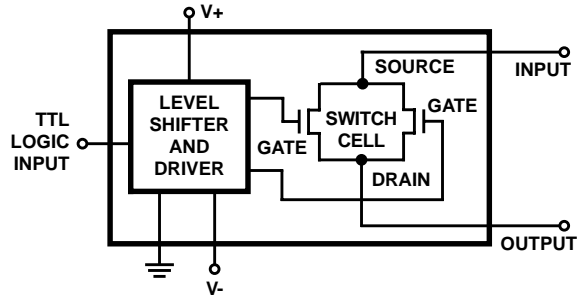 V+
SOURCE
INPUT
LEVEL
SHIFTER
AND
DRIVER
TTL
LOGIC
INPUT
GATE
SWITCH
CELL
GATE
DRAIN
OUTPUT
V-